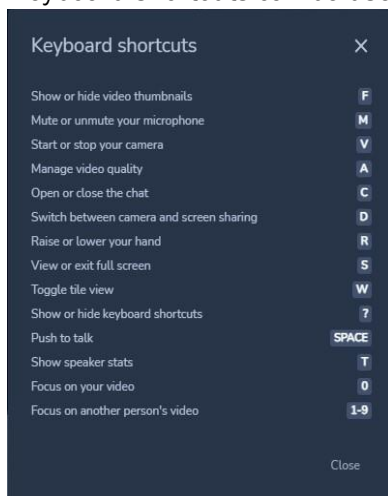 Keyboard shortcuts
Show or hide video thumbnails F
Mute or unmute your microphone M
Start or stop your camera V
Manage video quality A
Open or close the chat C
Switch between camera and screen sharing D
Raise or lower your hand R
View or exit full screen S
Toggle tile view W
Show or hide keyboard shortcuts ?
Push to talk SPACE
Show speaker stats T
Focus on your video 0
Focus on another person's video 1-9
Close